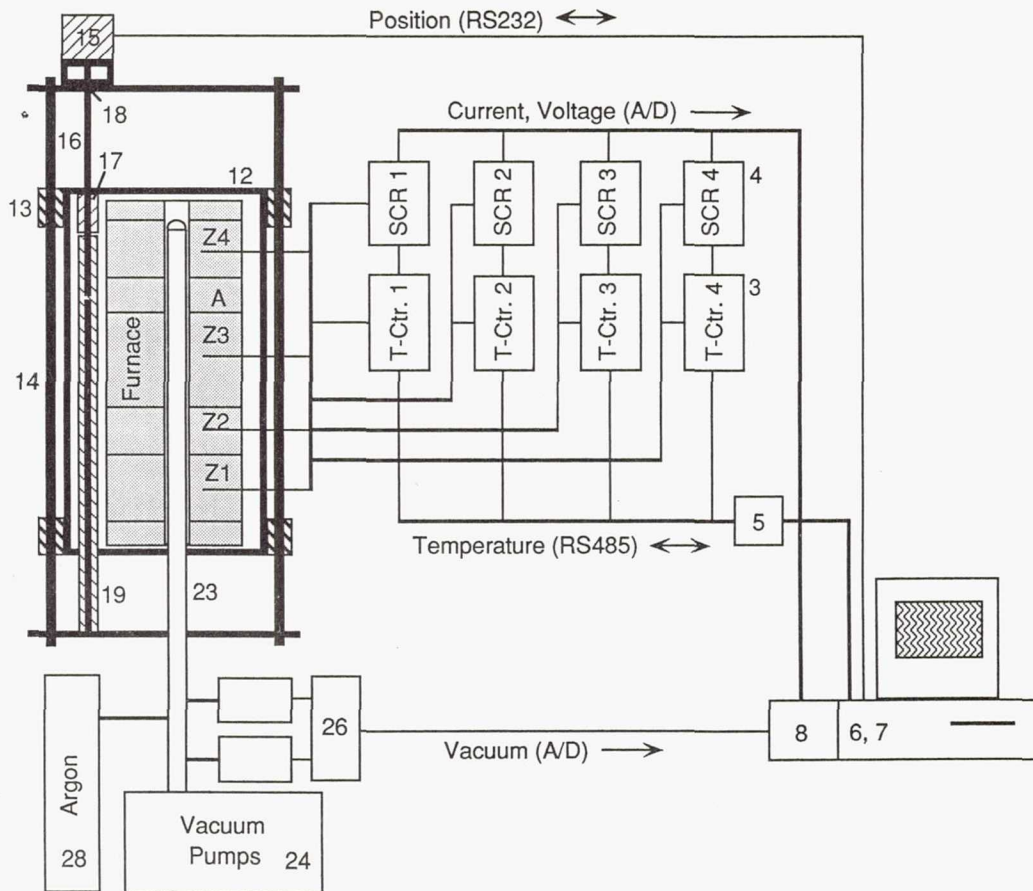 Position (RS232)
15
18
Current, Voltage (A/D)
16
17
12
13
SCR 1
SCR 2
SCR 3
SCR 4
4
Z4
A
T-Ctr. 1
T-Ctr. 2
T-Ctr. 3
T-Ctr. 4
3
Furnace
Z3
14
Z2
Z1
5
Temperature (RS485)
19
23
26
8
6, 7
Vacuum (A/D)
Argon
28
Vacuum
Pumps
24